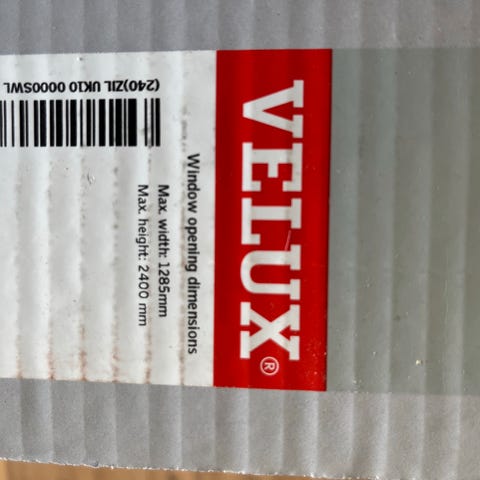 VELUX®
Window opening dimensions
Max. width: 1285mm
Max. height: 2400 mm
(240)ZIL UK10 0000SWL